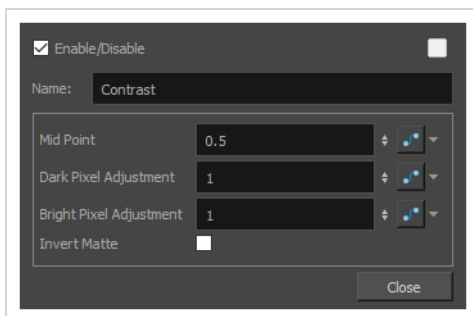 Enable/Disable
Name: Contrast
Mid Point 0.5
Dark Pixel Adjustment 1
Bright Pixel Adjustment 1
Invert Matte
Close